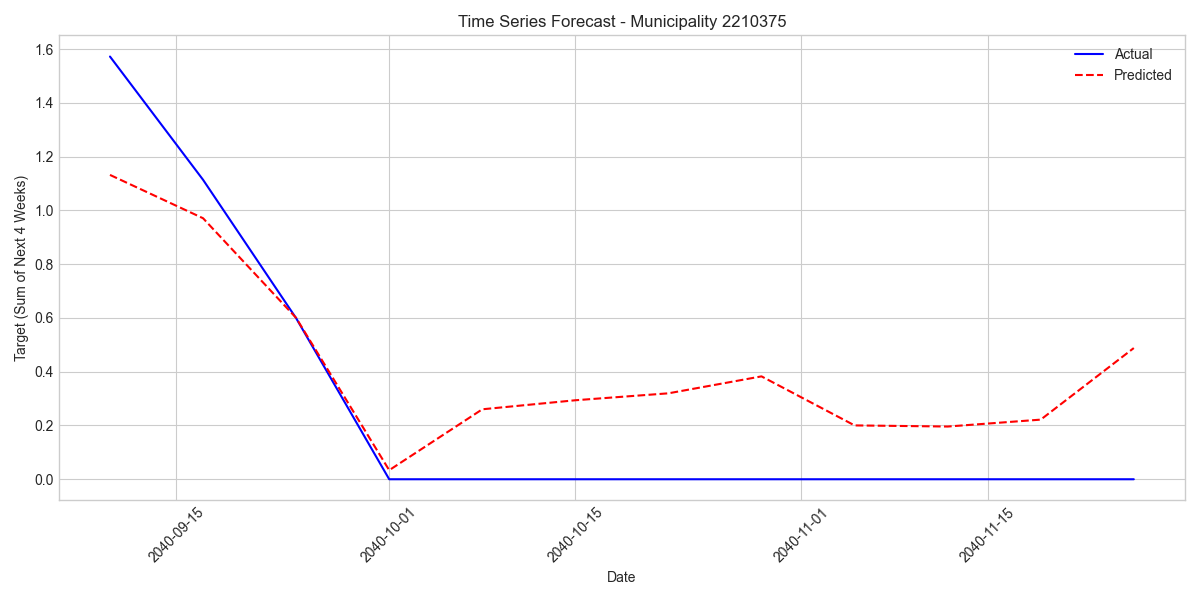 Time Series Forecast - Municipality 2210375
Actual
Predicted
Target (Sum of Next 4 Weeks)
1.6
1.4
1.2
1.0
0.8
0.6
0.4
0.2
0.0
2040-09-15
2040-10-01
2040-10-15
2040-11-01
2040-11-15
Date